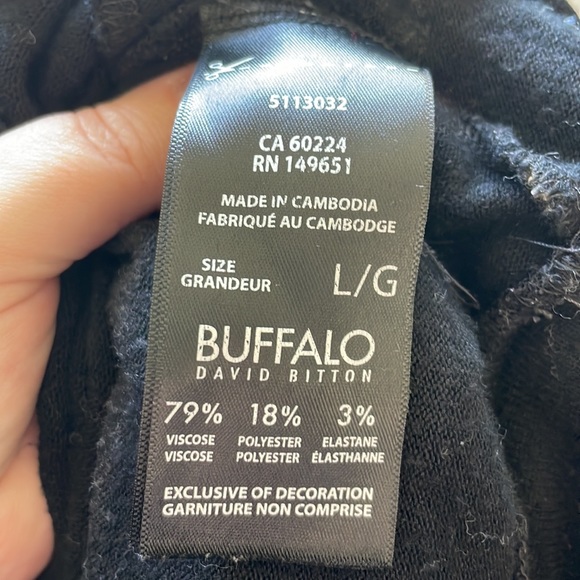 5113032
CA 60224
RN 149651
MADE IN CAMBODIA
FABRIQUÉ AU CAMBODGE
SIZE
GRANDEUR
L/G
BUFFALO
DAVID BITTON
79% 18% 3%
VISCOSE POLYESTER ELASTANE
VISCOSE POLYESTER ÉLASTHANNE
EXCLUSIVE OF DECORATION
GARNITURE NON COMPRISE